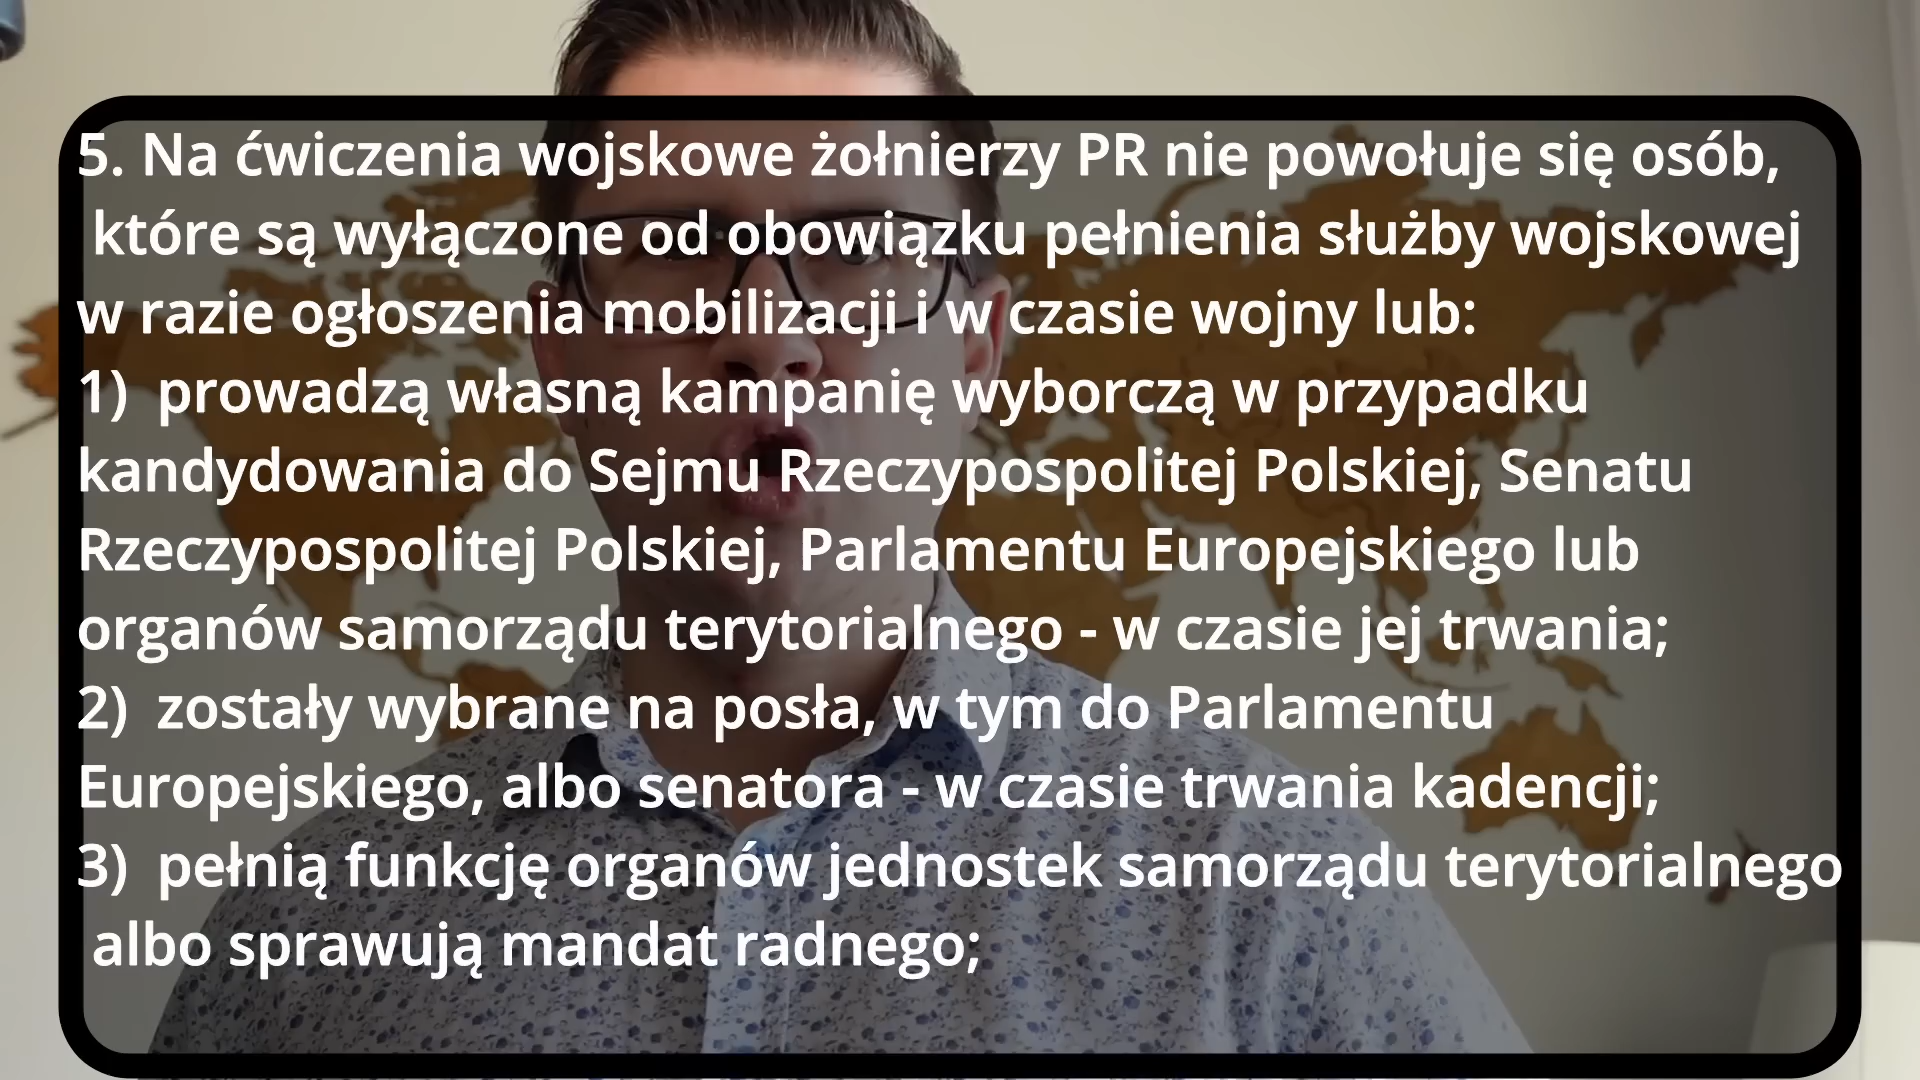 5. Na ćwiczenia wojskowe żołnierzy PR nie powołuje się osób,
które są wyłączone od obowiązku pełnienia służby wojskowej
w razie ogłoszenia mobilizacji i w czasie wojny lub:
1) prowadzą własną kampanię wyborczą w przypadku
kandydowania do Sejmu Rzeczypospolitej Polskiej, Senatu
Rzeczypospolitej Polskiej, Parlamentu Europejskiego lub
organów samorządu terytorialnego - w czasie jej trwania;
2) zostały wybrane na posła, w tym do Parlamentu
Europejskiego, albo senatora - w czasie trwania kadencji;
3) pełnią funkcję organów jednostek samorządu terytorialnego
albo sprawują mandat radnego;